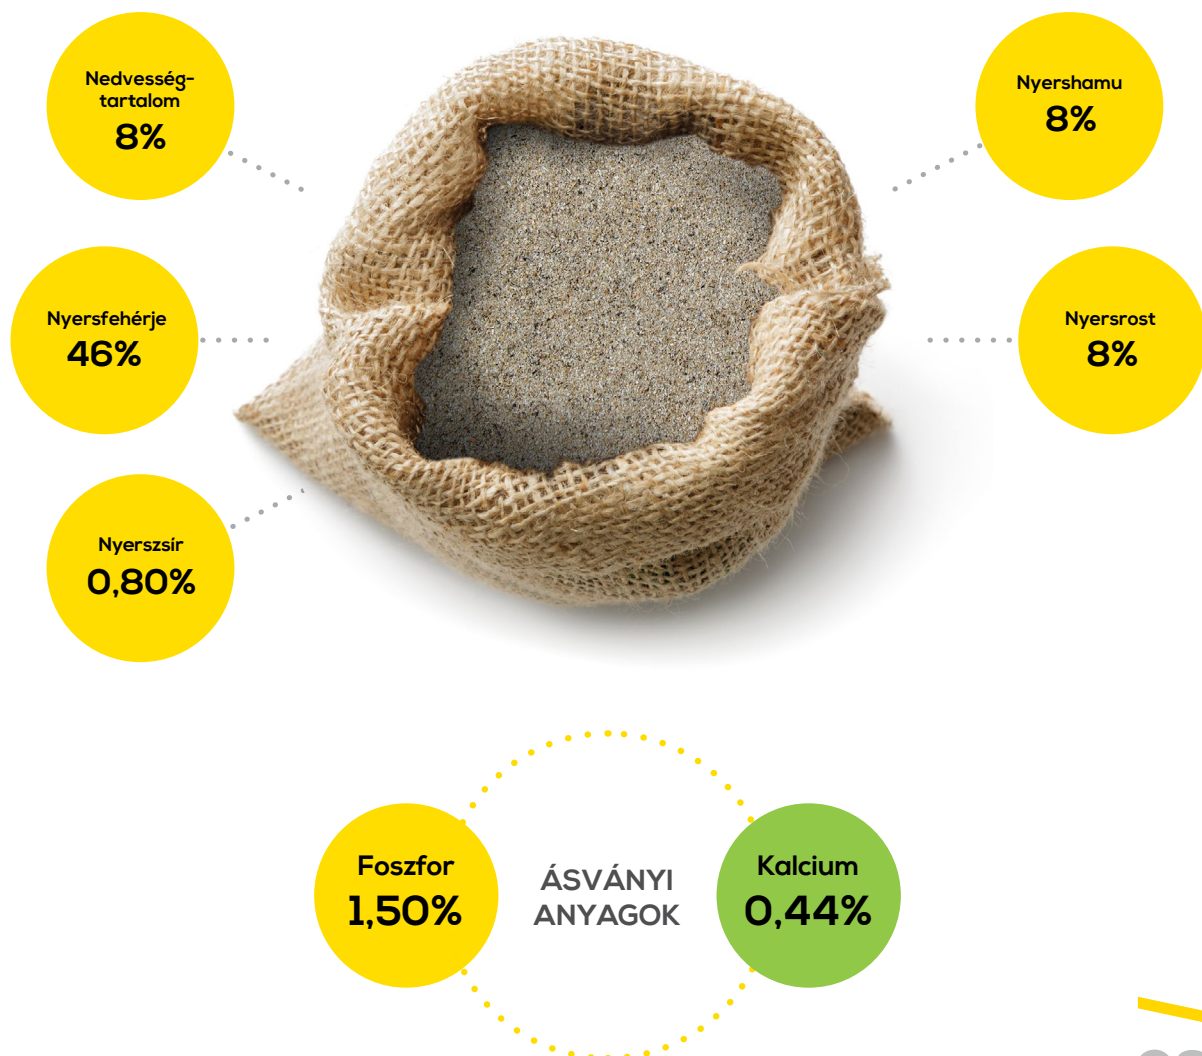 Nedvesség-
tartalom
8%
Nyersfehérje
46%
Nyerszsír
0,80%
Nyershamu
8%
Nyersrost
8%
Foszfor
1,50%
ÁSVÁNYI
ANYAGOK
Kalcium
0,44%